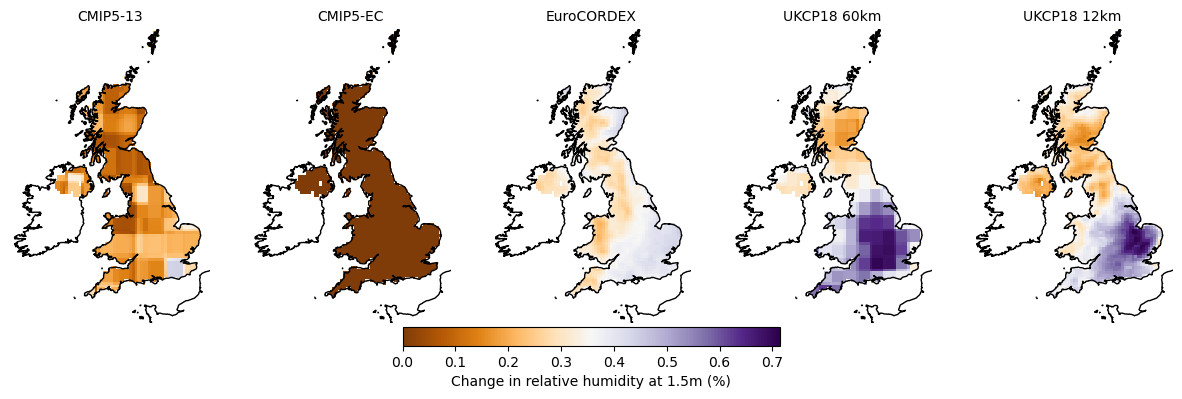 CMIP5-13 CMIP5-EC EuroCORDEX UKCP18 60km UKCP18 12km
0.0 0.1 0.2 0.3 0.4 0.5 0.6 0.7
Change in relative humidity at 1.5m (%)